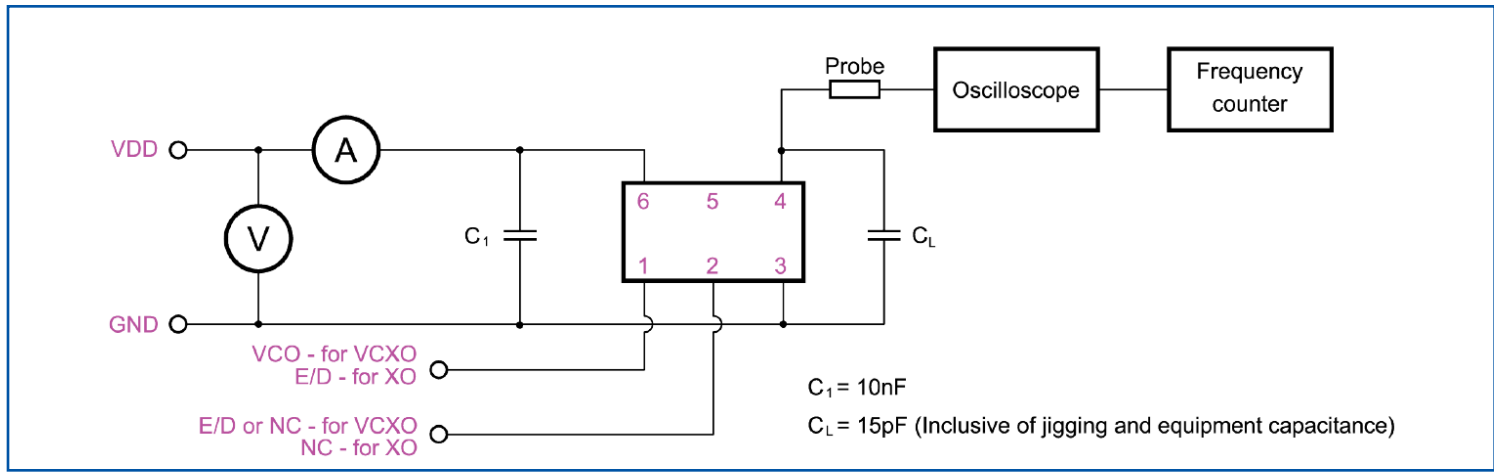 Probe
Oscilloscope
Frequency
counter
VDD
A
V
C1
6 5 4
1 2 3
CL
GND
VCO - for VCXO
E/D - for XO
E/D or NC - for VCXO
NC - for XO
C1 = 10nF
CL = 15pF (Inclusive of jigging and equipment capacitance)